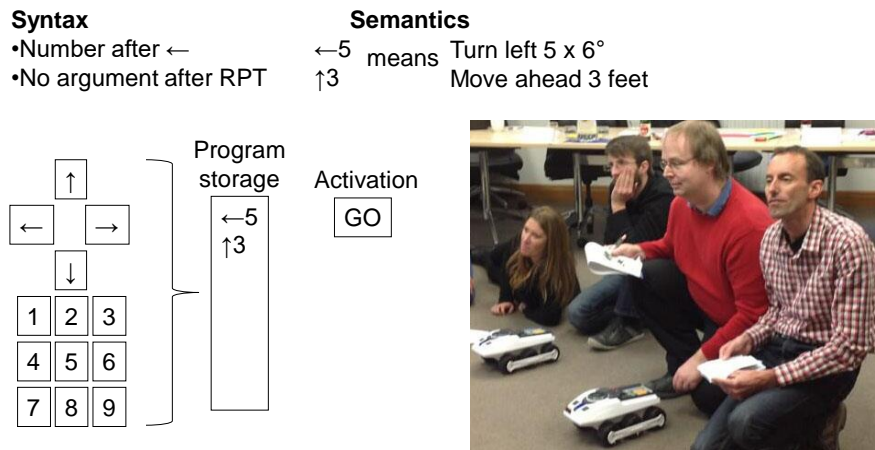 Syntax
Semantics
•Number after ←
←5 means Turn left 5 x 6°
•No argument after RPT
↑3 Move ahead 3 feet
Program
storage
Activation
↑
← →
↓
←5
↑3
GO
1 2 3
4 5 6
7 8 9